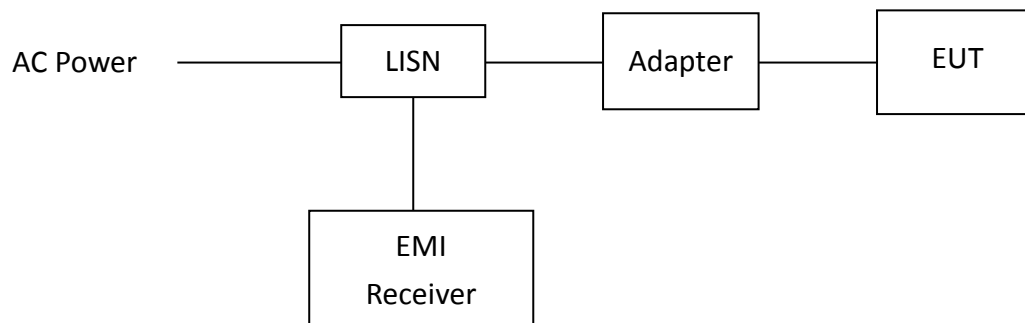 AC Power
LISN
Adapter
EUT
EMI
Receiver